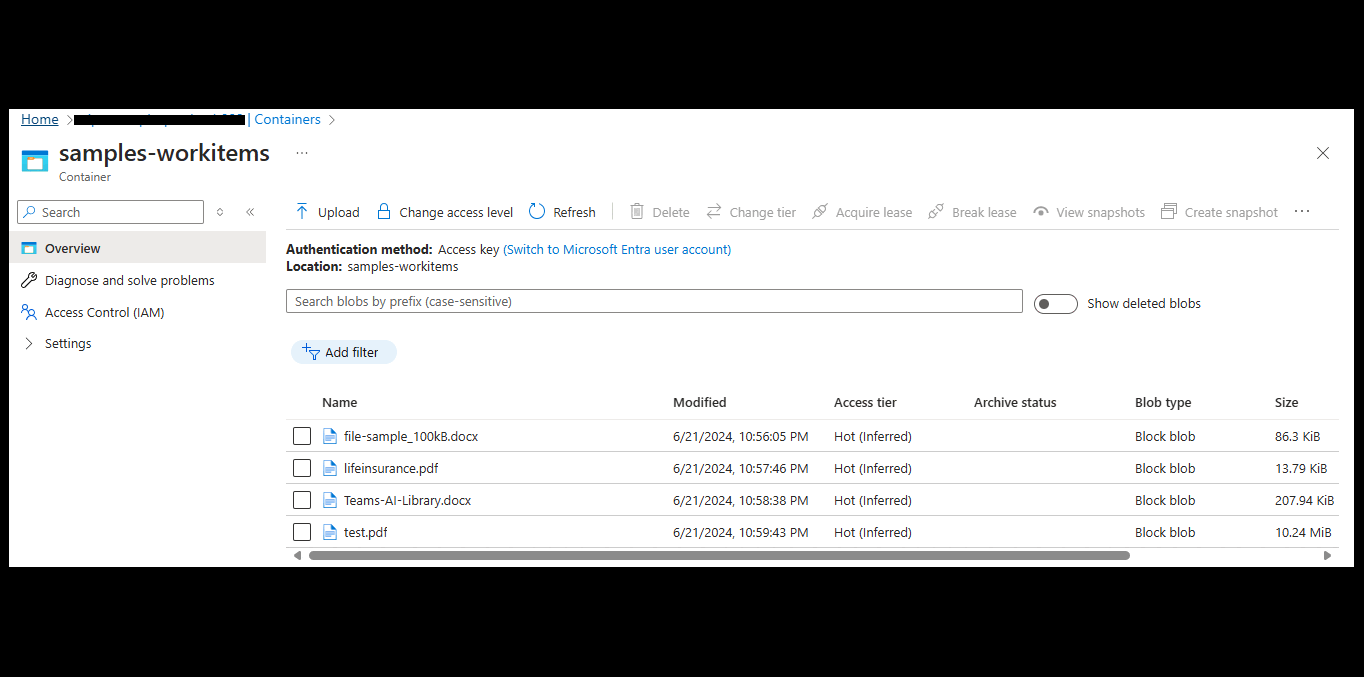 Home > | Containers >
samples-workitems ...
Container
Search
Upload Change access level Refresh Delete Change tier Acquire lease Break lease View snapshots Create snapshot ...
Overview
Diagnose and solve problems
Access Control (IAM)
Settings
Authentication method: Access key (Switch to Microsoft Entra user account)
Location: samples-workitems
Search blobs by prefix (case-sensitive)
Show deleted blobs
Add filter
Name Modified Access tier Archive status Blob type Size
file-sample_100kB.docx 6/21/2024, 10:56:05 PM Hot (Inferred) Block blob 86.3 KiB
lifeinsurance.pdf 6/21/2024, 10:57:46 PM Hot (Inferred) Block blob 13.79 KiB
Teams-AI-Library.docx 6/21/2024, 10:58:38 PM Hot (Inferred) Block blob 207.94 KiB
test.pdf 6/21/2024, 10:59:43 PM Hot (Inferred) Block blob 10.24 MiB